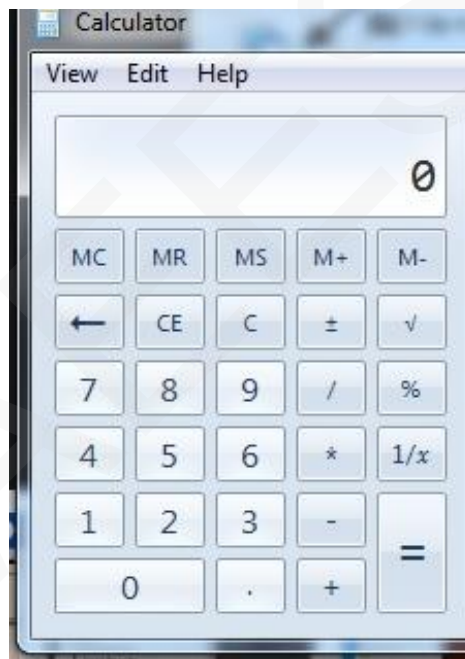 Calculator
View Edit Help
0
MC MR MS M+ M-
← CE C ± √
7 8 9 / %
4 5 6 * 1/x
1 2 3 - =
0 . +